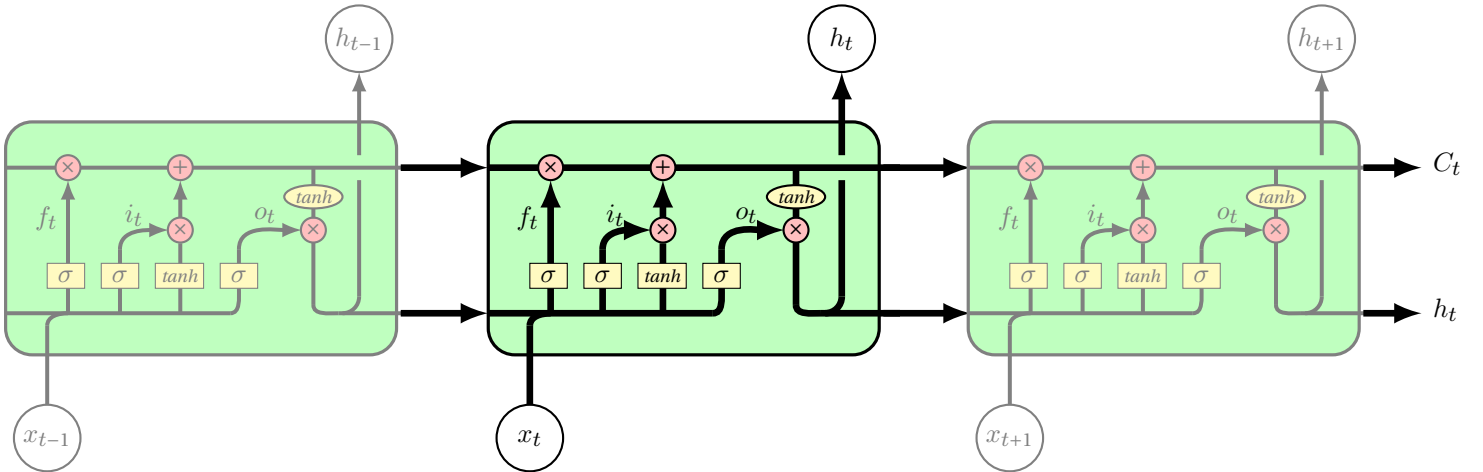 h_{t−1} h_t h_{t+1}
× + × + × + C_t
tanh tanh tanh
f_t i_t o_t f_t i_t o_t f_t i_t o_t
× × × × × ×
σ σ tanh σ σ σ tanh σ σ σ tanh σ
h_t
x_{t−1} x_t x_{t+1}